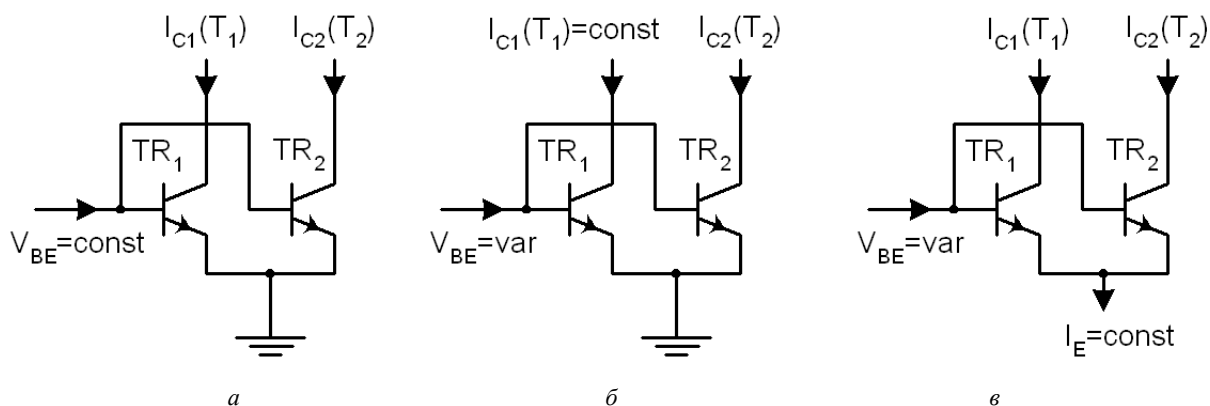 I_C1(T_1) I_C2(T_2)
TR_1 TR_2
V_BE=const
а
I_C1(T_1)=const I_C2(T_2)
TR_1 TR_2
V_BE=var
б
I_C1(T_1) I_C2(T_2)
TR_1 TR_2
V_BE=var
I_E=const
в